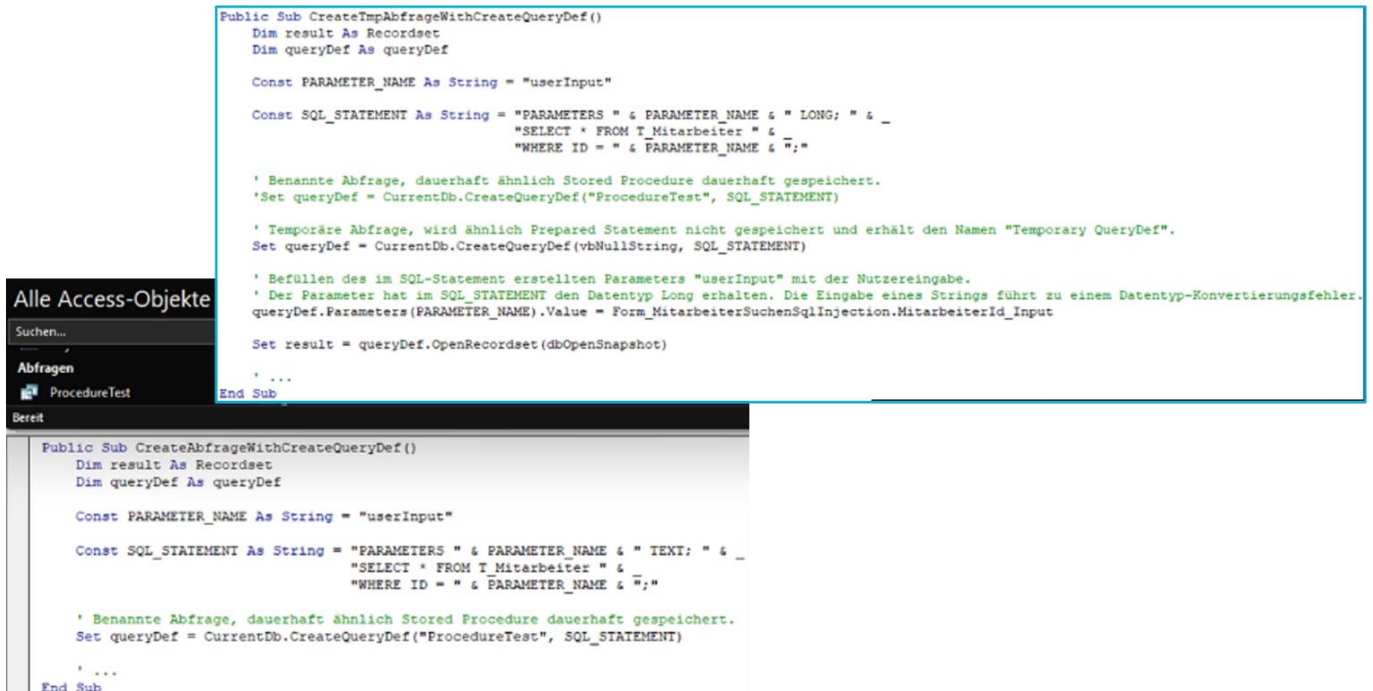 Public Sub CreateTmpAbfrageWithCreateQueryDef()
Dim result As Recordset
Dim queryDef As queryDef
Const PARAMETER_NAME As String = "userInput"
Const SQL_STATEMENT As String = "PARAMETERS " & PARAMETER_NAME & " LONG; " & _
"SELECT * FROM T_Mitarbeiter " & _
"WHERE ID = " & PARAMETER_NAME & ";"
' Benannte Abfrage, dauerhaft ähnlich Stored Procedure dauerhaft gespeichert.
'Set queryDef = CurrentDb.CreateQueryDef("ProcedureTest", SQL_STATEMENT)
' Temporäre Abfrage, wird ähnlich Prepared Statement nicht gespeichert und erhält den Namen "Temporary QueryDef".
Set queryDef = CurrentDb.CreateQueryDef(vbNullString, SQL_STATEMENT)
' Befüllen des im SQL-Statement erstellten Parameters "userInput" mit der Nutzereingabe.
' Der Parameter hat im SQL_STATEMENT den Datentyp Long erhalten. Die Eingabe eines Strings führt zu einem Datentyp-Konvertierungsfehler.
queryDef.Parameters(PARAMETER_NAME).Value = Form_MitarbeiterSuchenSqlInjection.MitarbeiterId_Input
Set result = queryDef.OpenRecordset(dbOpenSnapshot)
' ...
End Sub
Alle Access-Objekte
Suchen...
Abfragen
ProcedureTest
Bereit
Public Sub CreateAbfrageWithCreateQueryDef()
Dim result As Recordset
Dim queryDef As queryDef
Const PARAMETER_NAME As String = "userInput"
Const SQL_STATEMENT As String = "PARAMETERS " & PARAMETER_NAME & " TEXT; " & _
"SELECT * FROM T_Mitarbeiter " & _
"WHERE ID = " & PARAMETER_NAME & ";"
' Benannte Abfrage, dauerhaft ähnlich Stored Procedure dauerhaft gespeichert.
Set queryDef = CurrentDb.CreateQueryDef("ProcedureTest", SQL_STATEMENT)
' ...
End Sub